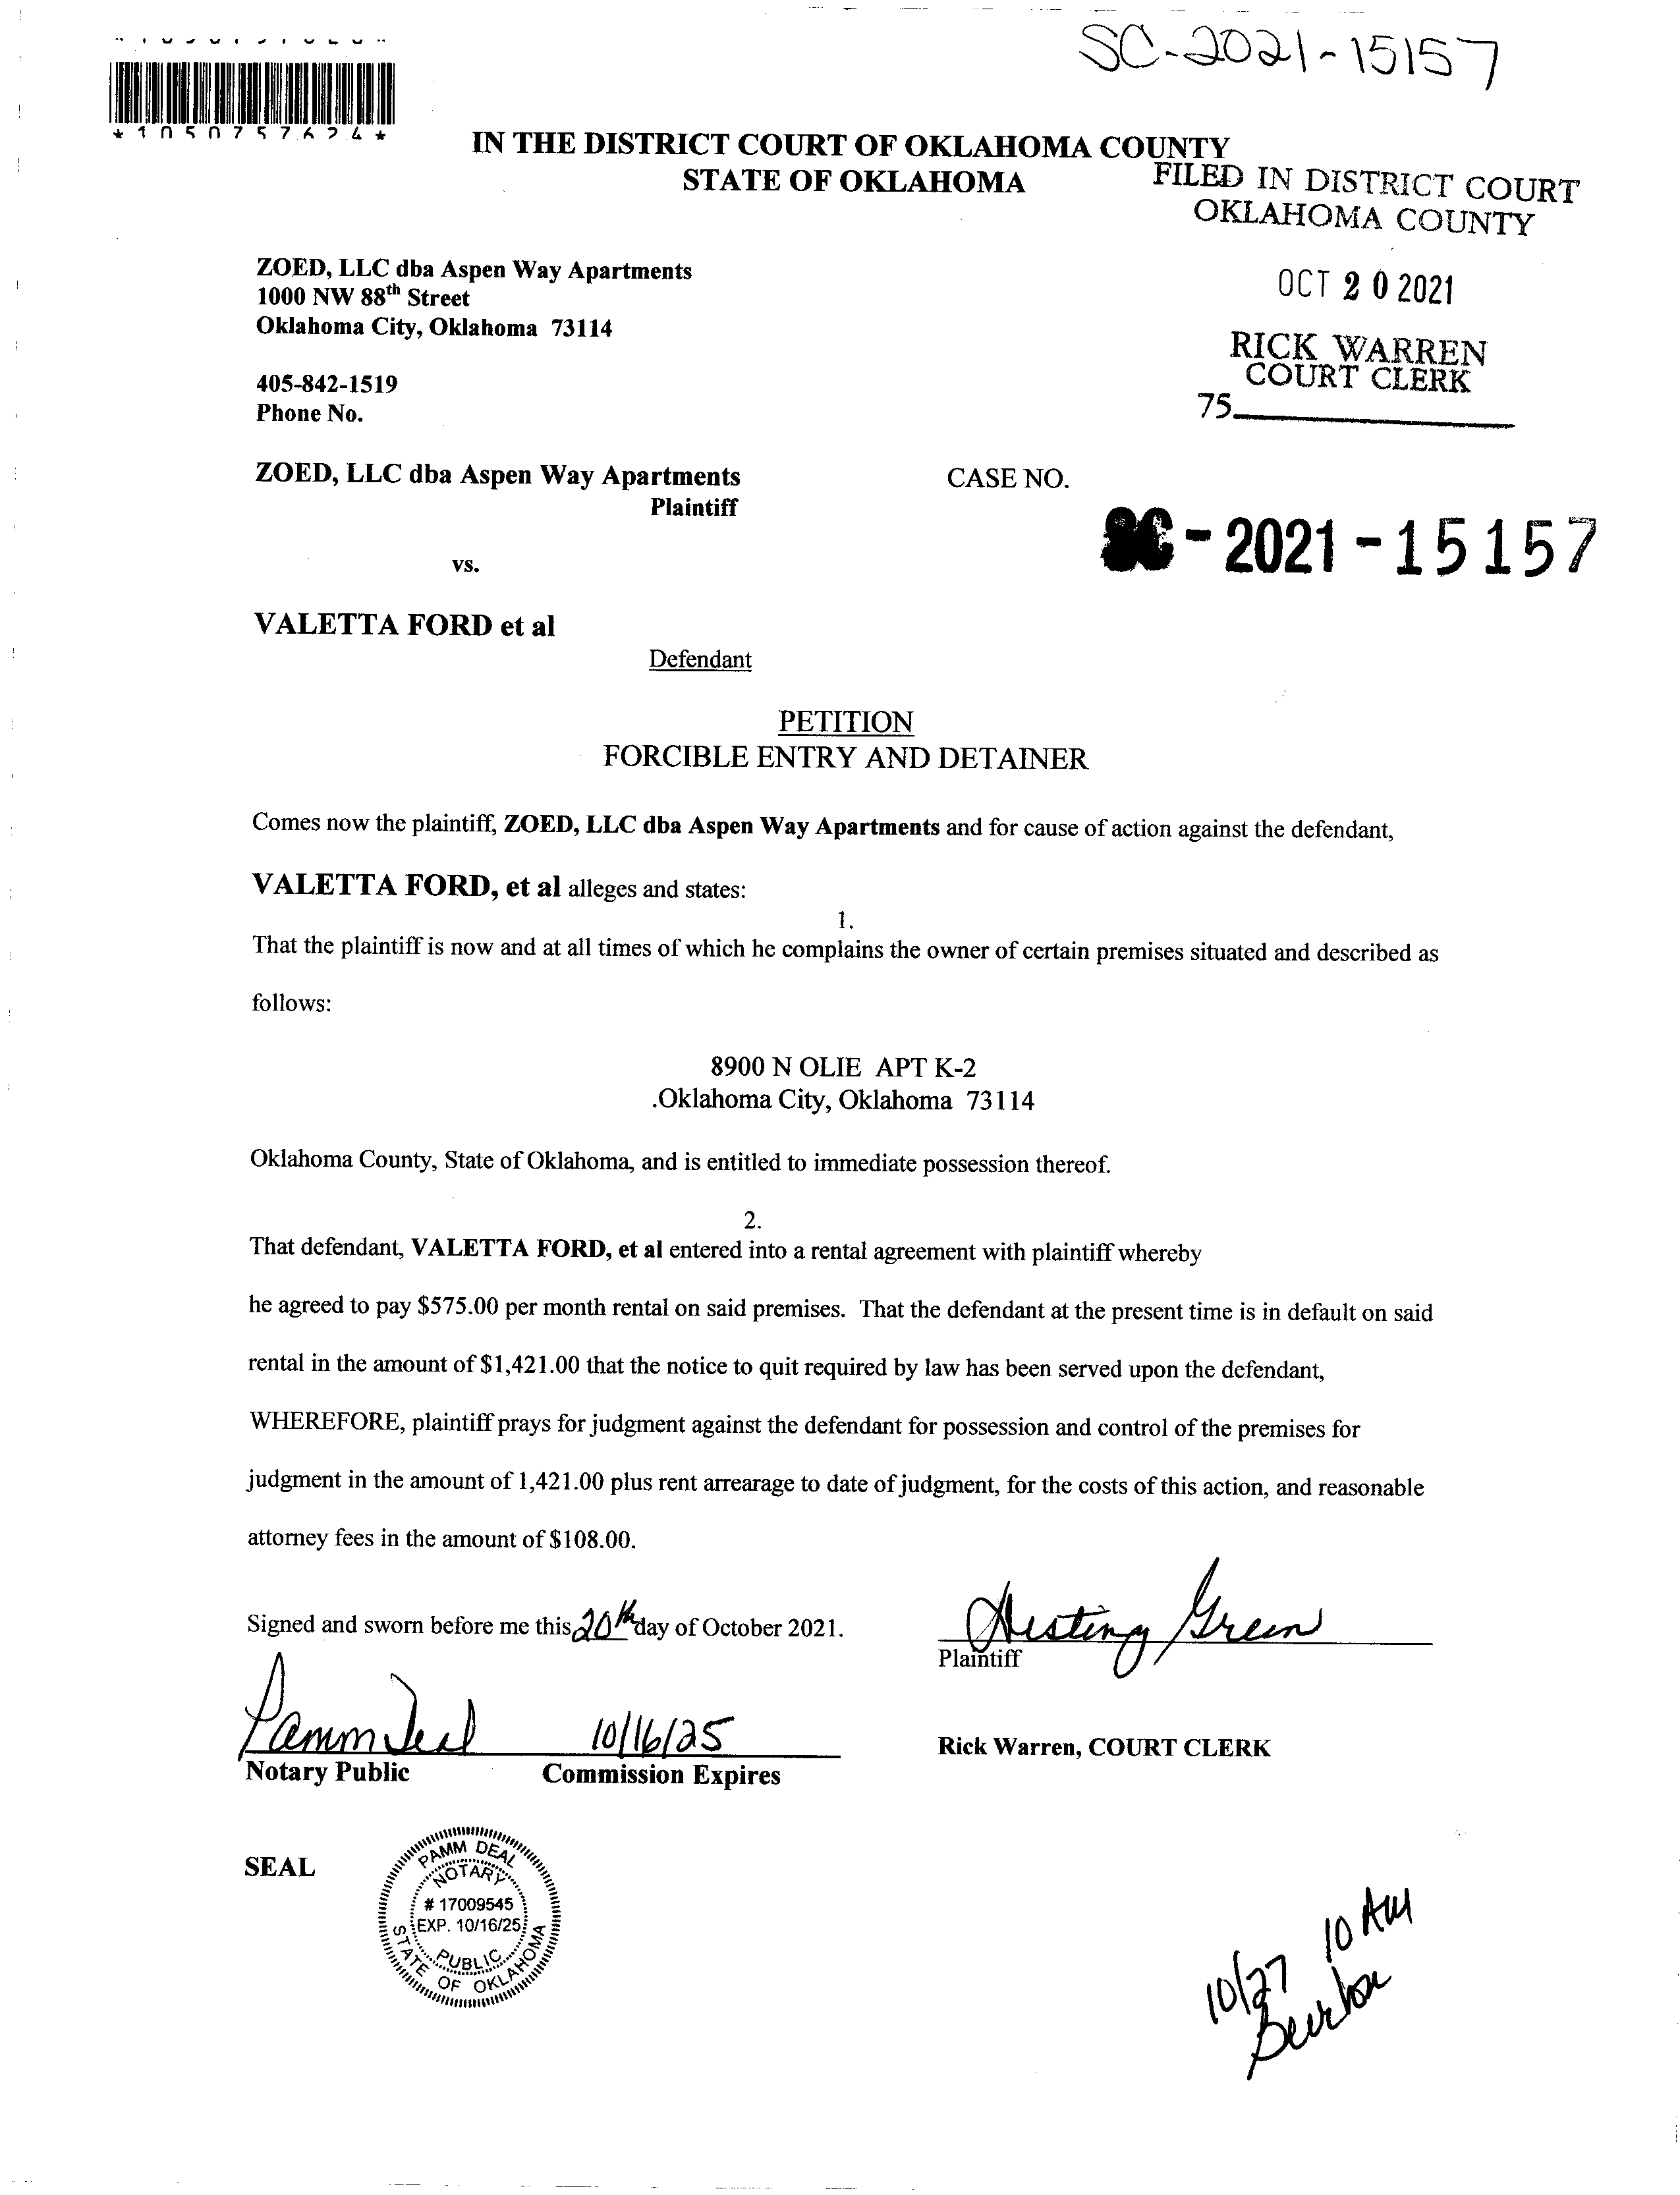 SC-2021-15157
*1050757624*
IN THE DISTRICT COURT OF OKLAHOMA COUNTY
STATE OF OKLAHOMA
FILED IN DISTRICT COURT
OKLAHOMA COUNTY
OCT 20 2021
RICK WARREN
COURT CLERK
75
ZOED, LLC dba Aspen Way Apartments
1000 NW 88th Street
Oklahoma City, Oklahoma 73114
405-842-1519
Phone No.
ZOED, LLC dba Aspen Way Apartments
Plaintiff
CASE NO.
SC-2021-15157
vs.
VALETTA FORD et al
Defendant
PETITION
FORCIBLE ENTRY AND DETAINER
Comes now the plaintiff, ZOED, LLC dba Aspen Way Apartments and for cause of action against the defendant,
VALETTA FORD, et al alleges and states:
1.
That the plaintiff is now and at all times of which he complains the owner of certain premises situated and described as
follows:
8900 N OLIE APT K-2
.Oklahoma City, Oklahoma 73114
Oklahoma County, State of Oklahoma, and is entitled to immediate possession thereof.
2.
That defendant, VALETTA FORD, et al entered into a rental agreement with plaintiff whereby
he agreed to pay $575.00 per month rental on said premises. That the defendant at the present time is in default on said
rental in the amount of $1,421.00 that the notice to quit required by law has been served upon the defendant,
WHEREFORE, plaintiff prays for judgment against the defendant for possession and control of the premises for
judgment in the amount of 1,421.00 plus rent arrearage to date of judgment, for the costs of this action, and reasonable
attorney fees in the amount of $108.00.
Signed and sworn before me this 20th day of October 2021.
Destiny Green
Plaintiff
Pamm Deal 10/16/25
Notary Public Commission Expires
Rick Warren, COURT CLERK
SEAL
PAMM DEAL
NOTARY
# 17009545
EXP. 10/16/25
PUBLIC
STATE OF OKLAHOMA
10/27 10 AM